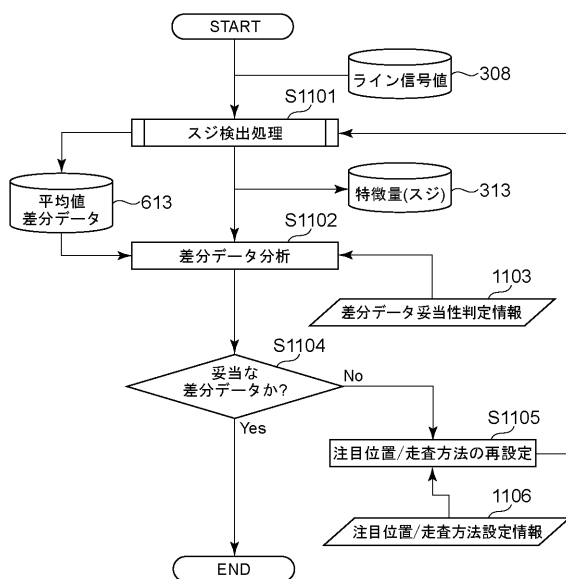 START
ライン信号値
308
S1101
スジ検出処理
平均値
差分データ
613
特徴量(スジ)
313
S1102
差分データ分析
1103
差分データ妥当性判定情報
S1104
妥当な
差分データか?
No
Yes
S1105
注目位置/走査方法の再設定
1106
注目位置/走査方法設定情報
END